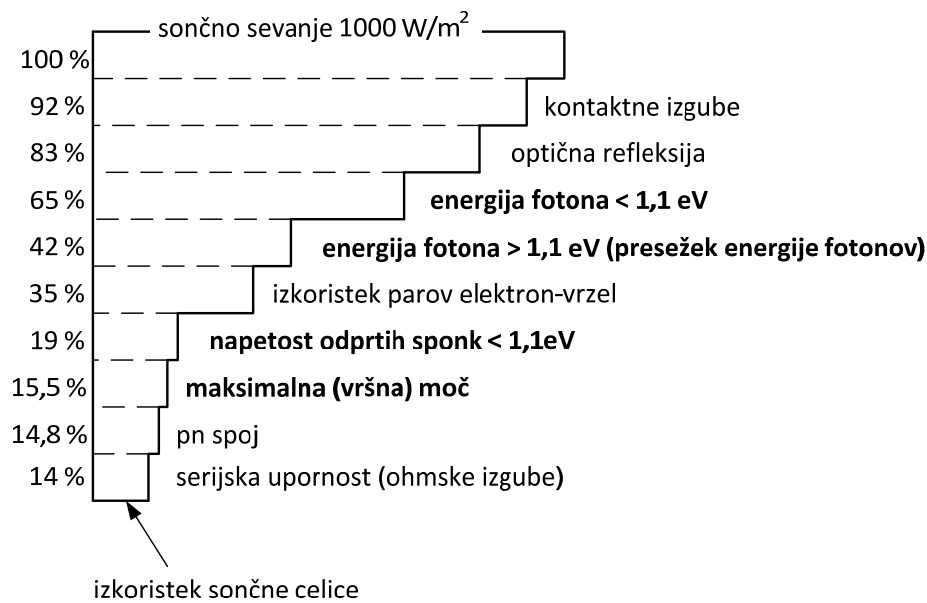 sončno sevanje 1000 W/m²
100 %
92 % kontaktne izgube
83 % optična refleksija
65 % energija fotona < 1,1 eV
42 % energija fotona > 1,1 eV (presežek energije fotonov)
35 % izkoristek parov elektron-vrzel
19 % napetost odprtih sponk < 1,1eV
15,5 % maksimalna (vršna) moč
14,8 % pn spoj
14 % serijska upornost (ohmske izgube)
izkoristek sončne celice